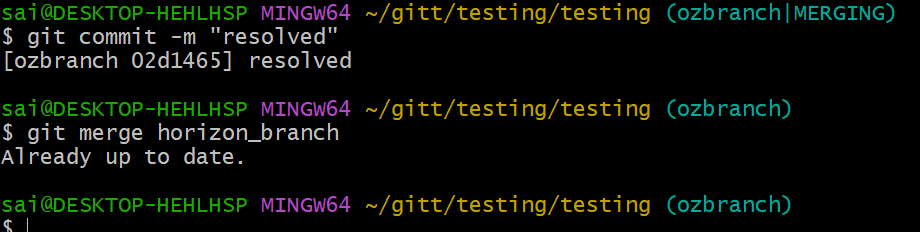 sai@DESKTOP-HEHLHSP MINGW64 ~/gitt/testing/testing (ozbranch|MERGING)
$ git commit -m "resolved"
[ozbranch 02d1465] resolved
sai@DESKTOP-HEHLHSP MINGW64 ~/gitt/testing/testing (ozbranch)
$ git merge horizon_branch
Already up to date.
sai@DESKTOP-HEHLHSP MINGW64 ~/gitt/testing/testing (ozbranch)
$